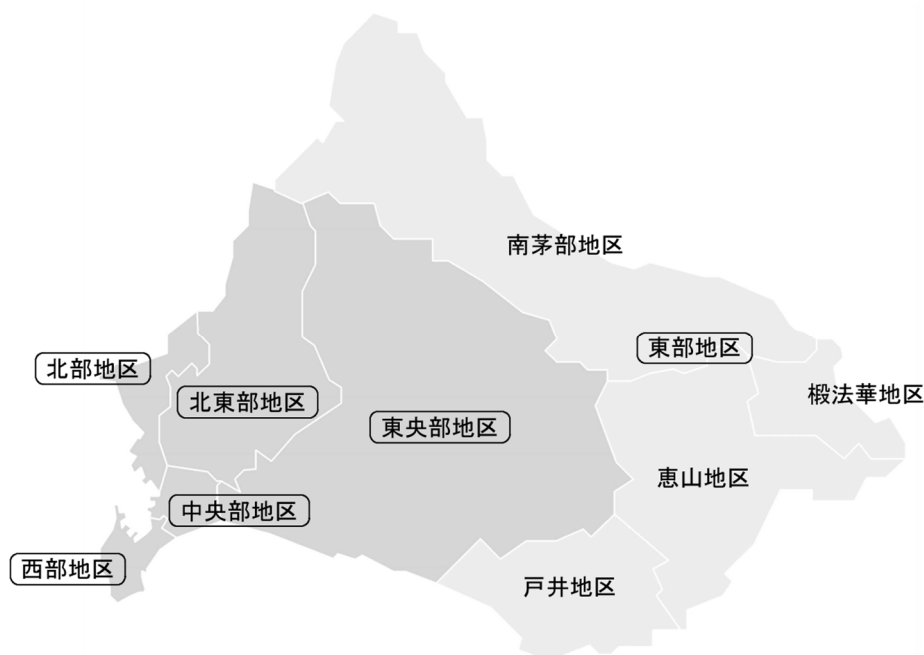 南茅部地区
東部地区
北部地区
椴法華地区
北東部地区
東央部地区
恵山地区
中央部地区
西部地区
戸井地区